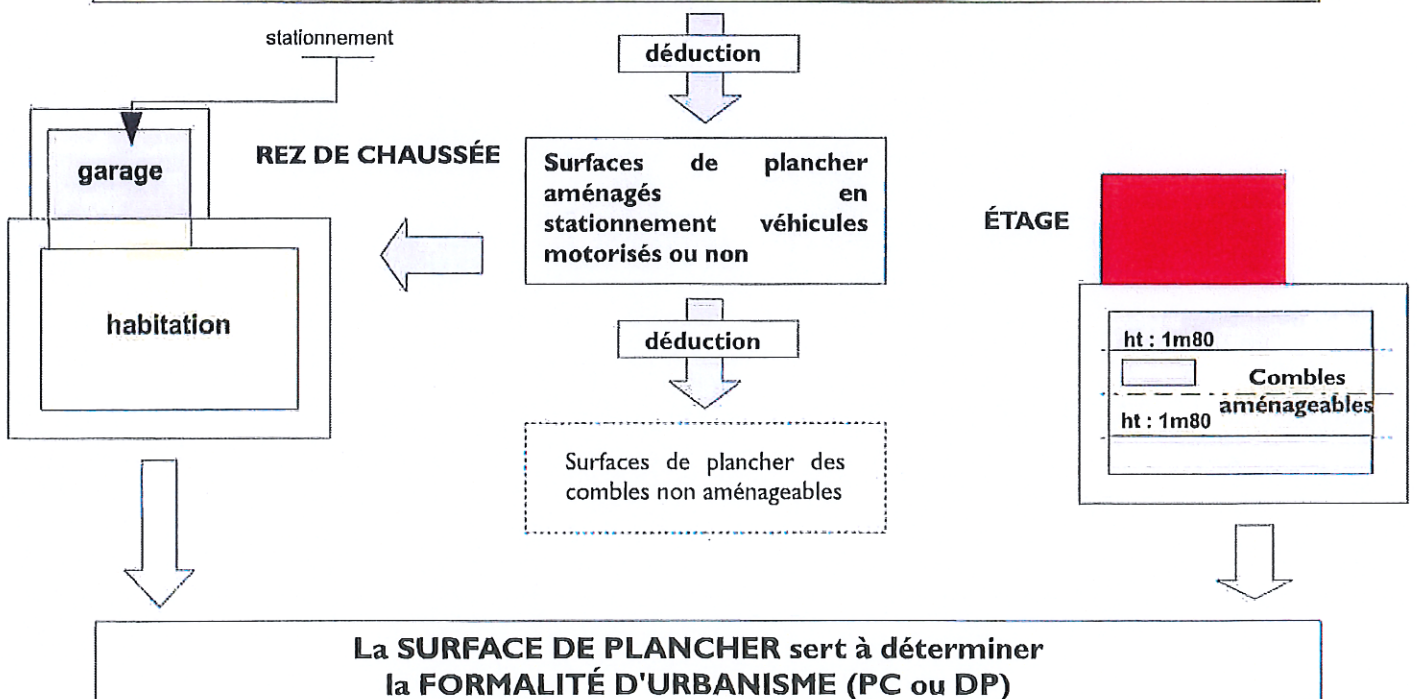 stationnement
déduction
garage
REZ DE CHAUSSÉE
Surfaces de plancher
aménagés en
stationnement véhicules
motorisés ou non
ÉTAGE
habitation
déduction
ht : 1m80
Combles
aménageables
ht : 1m80
Surfaces de plancher des
combles non aménageables
La SURFACE DE PLANCHER sert à déterminer
la FORMALITÉ D'URBANISME (PC ou DP)